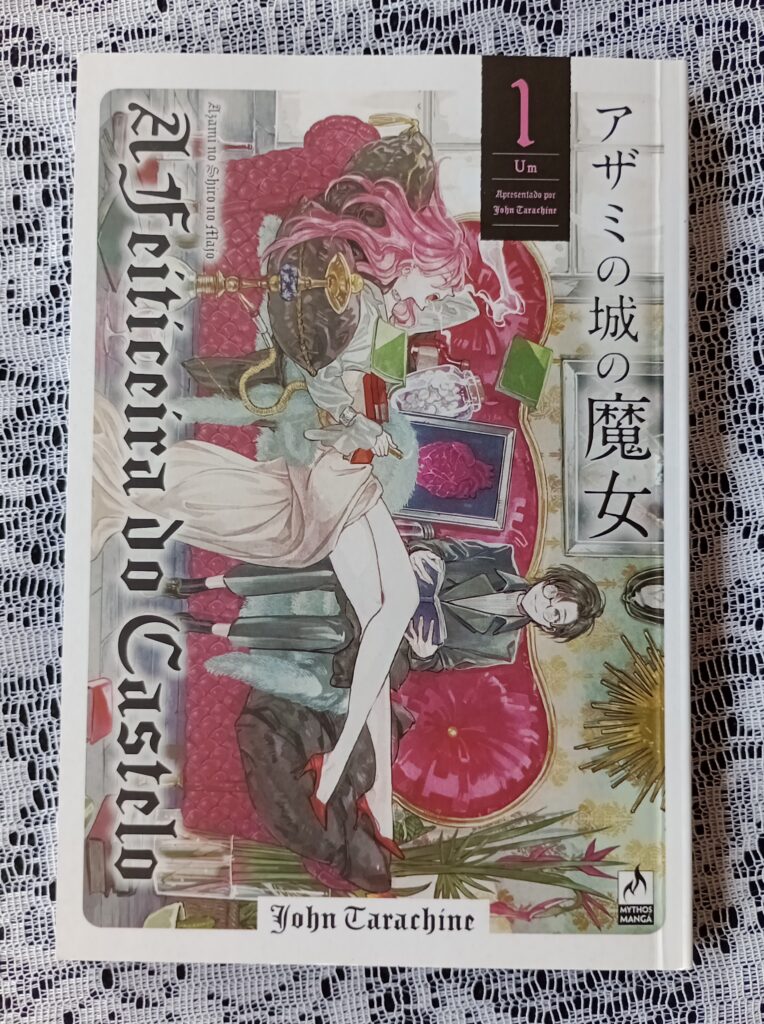 1
Um
Apresentado por
John Tarachine
アザミの城の魔女
Azami no Shiro no Majo
A Feiticeira do Castelo
John Tarachine
MYTHOS
MANGÁ